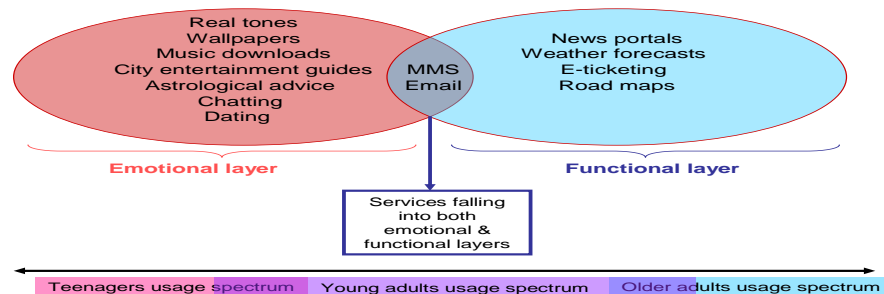 Real tones
Wallpapers
Music downloads
City entertainment guides
Astrological advice
Chatting
Dating
MMS
Email
News portals
Weather forecasts
E-ticketing
Road maps
Emotional layer
Functional layer
Services falling
into both
emotional &
functional layers
Teenagers usage spectrum
Young adults usage spectrum
Older adults usage spectrum